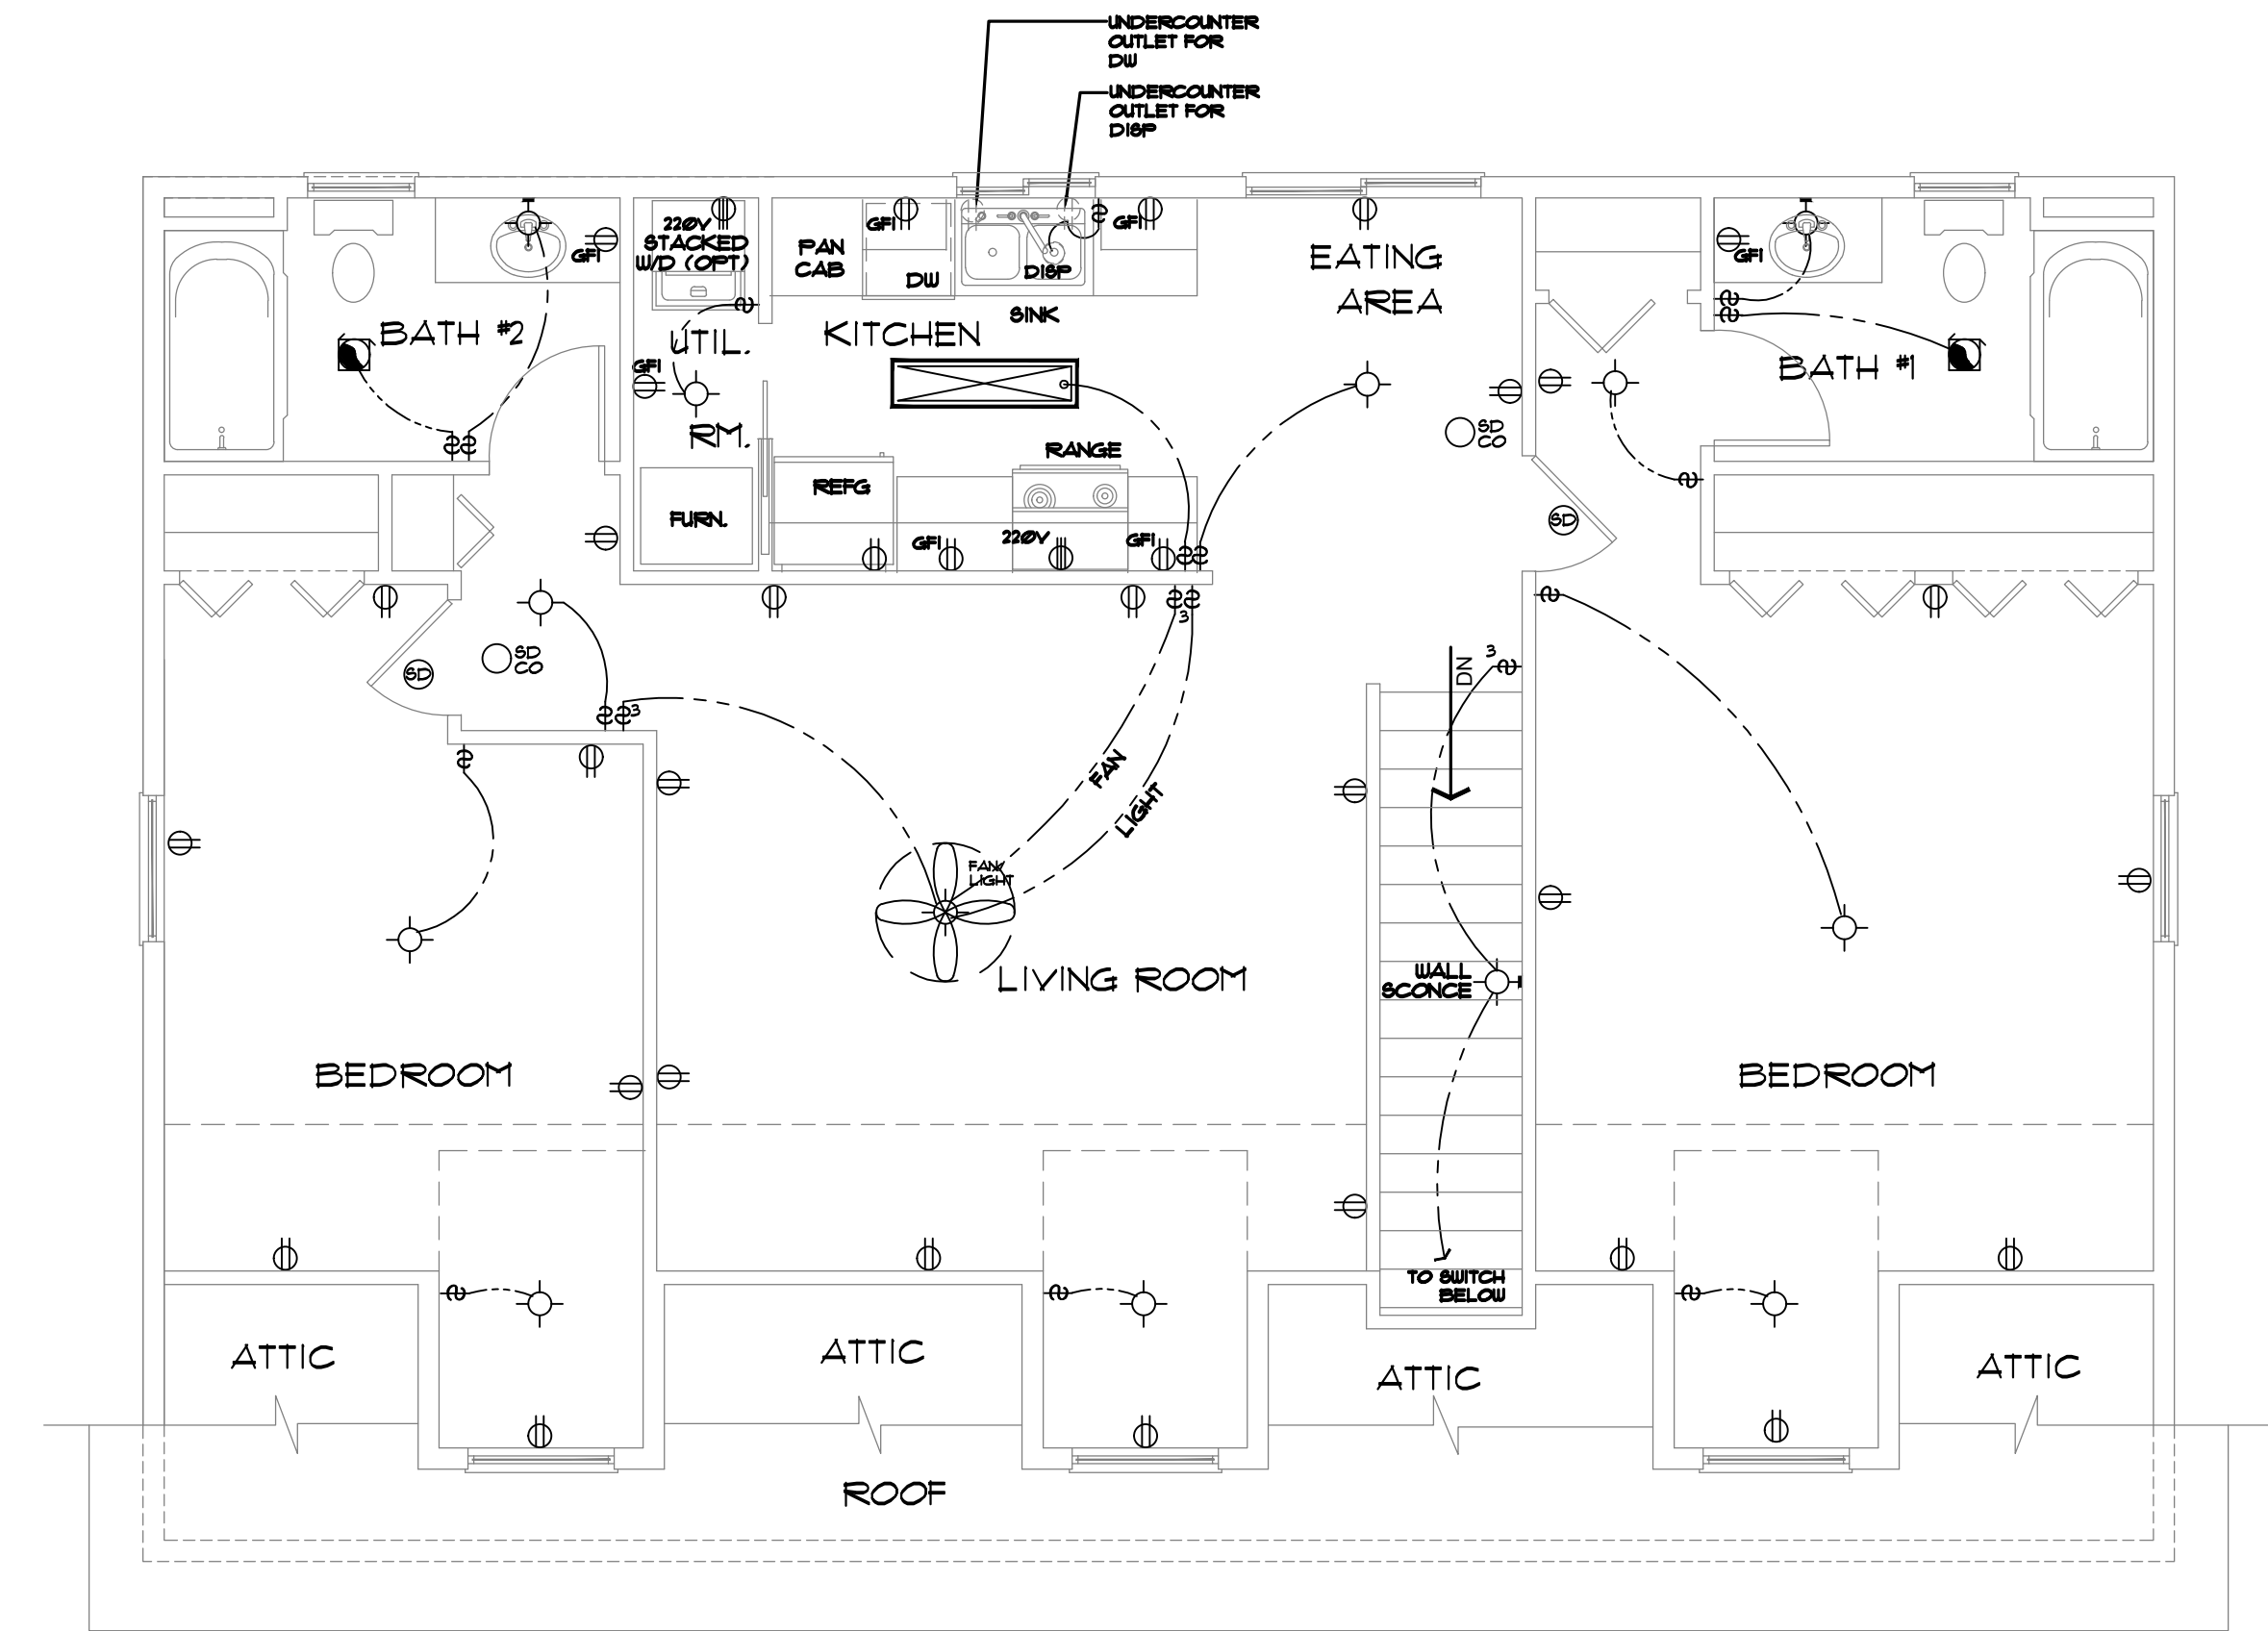 UNDERCOUNTER
OUTLET FOR
DW
UNDERCOUNTER
OUTLET FOR
DISP
220V
STACKED
W/D (OPT)
GFI
PAN
CAB
GFI
DW
DISP
SINK
GFI
EATING
AREA
GFI
BATH #2
UTIL.
RM.
GFI
KITCHEN
BATH #1
SD
CO
RANGE
REFG
FURN.
GFI
220V
GFI
SD
3
SD
CO
SD
3
3
DN
FAN
LIGHT
FAN/
LIGHT
LIVING ROOM
WALL
SCONCE
BEDROOM
BEDROOM
TO SWITCH
BELOW
ATTIC
ATTIC
ATTIC
ATTIC
ROOF